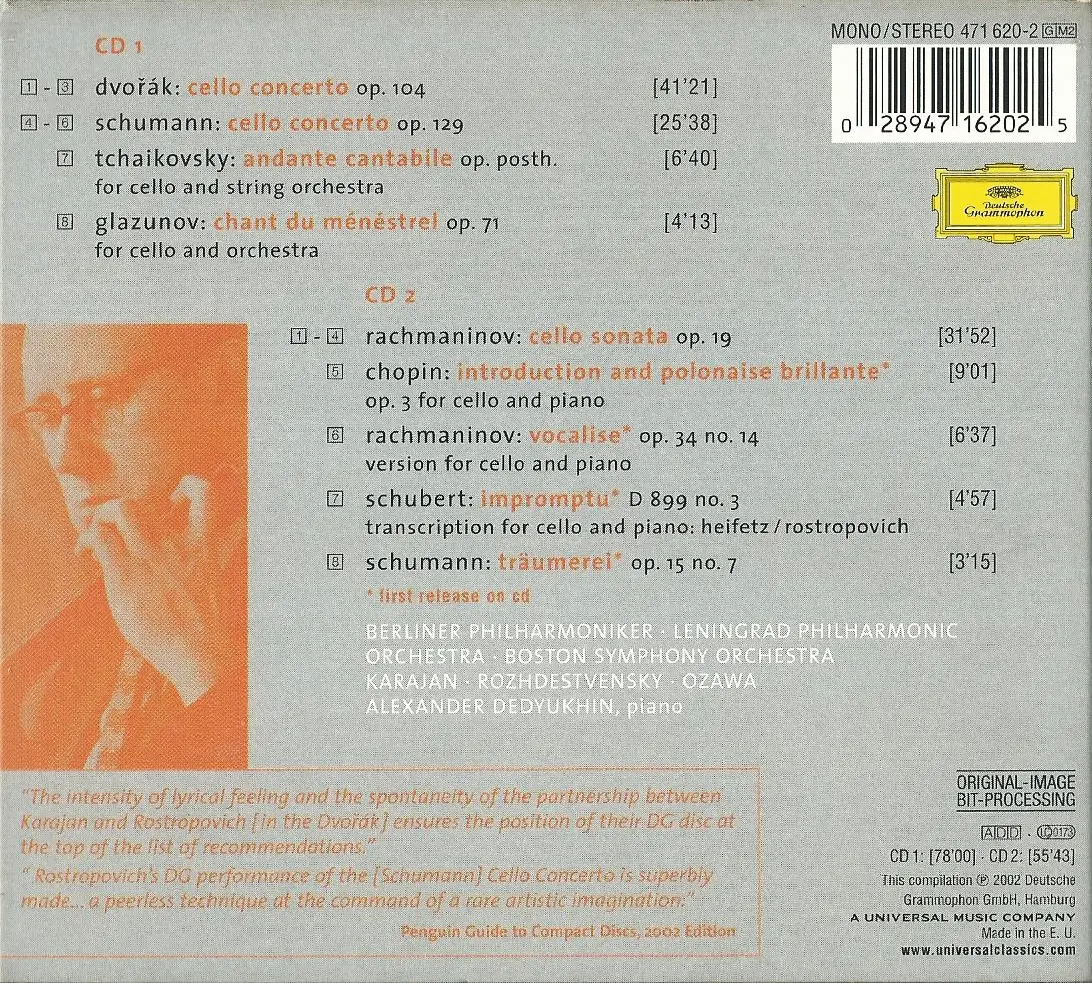 CD 1
1 - 3 dvořák: cello concerto op. 104 [41'21]
4 - 6 schumann: cello concerto op. 129 [25'38]
7 tchaikovsky: andante cantabile op. posth. [6'40]
for cello and string orchestra
8 glazunov: chant du ménéstrel op. 71 [4'13]
for cello and orchestra
MONO/STEREO 471 620-2 GM2
0 28947 16202 5
Deutsche
Grammophon
CD 2
1 - 4 rachmaninov: cello sonata op. 19 [31'52]
5 chopin: introduction and polonaise brillante* [9'01]
op. 3 for cello and piano
6 rachmaninov: vocalise* op. 34 no. 14 [6'37]
version for cello and piano
7 schubert: impromptu* D 899 no. 3 [4'57]
transcription for cello and piano: heifetz / rostropovich
8 schumann: träumerei* op. 15 no. 7 [3'15]
* first release on cd
BERLINER PHILHARMONIKER · LENINGRAD PHILHARMONIC
ORCHESTRA · BOSTON SYMPHONY ORCHESTRA
KARAJAN · ROZHDESTVENSKY · OZAWA
ALEXANDER DEDYUKHIN, piano
"The intensity of lyrical feeling and the spontaneity of the partnership between
Karajan and Rostropovich [in the Dvořák] ensures the position of their DG disc at
the top of the list of recommendations."
"Rostropovich's DG performance of the [Schumann] Cello Concerto is superbly
made... a peerless technique at the command of a rare artistic imagination."
Penguin Guide to Compact Discs, 2002 Edition
ORIGINAL-IMAGE
BIT-PROCESSING
ADD · LC 0173
CD 1: [78'00] · CD 2: [55'43]
This compilation ℗ 2002 Deutsche
Grammophon GmbH, Hamburg
A UNIVERSAL MUSIC COMPANY
Made in the E. U.
www.universalclassics.com